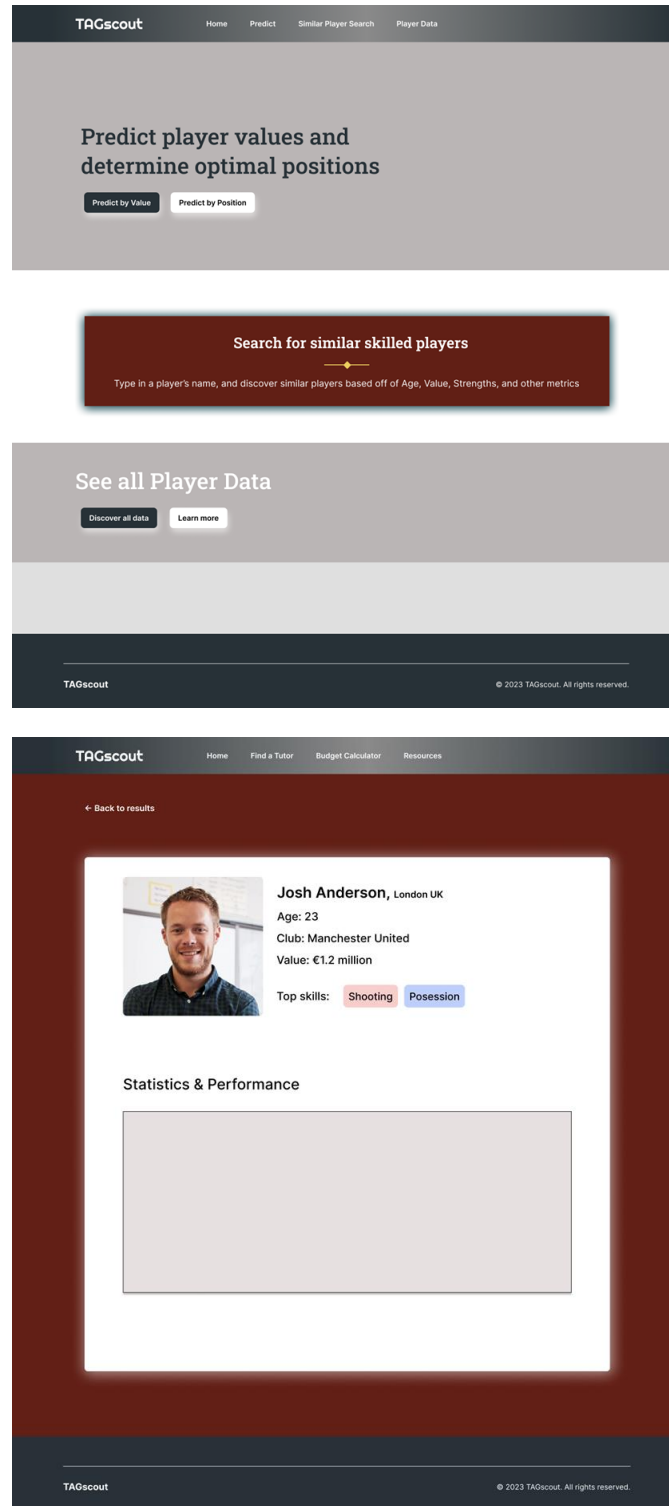 TAGscout Home Predict Similar Player Search Player Data
Predict player values and
determine optimal positions
Predict by Value Predict by Position
Search for similar skilled players
Type in a player's name, and discover similar players based off of Age, Value, Strengths, and other metrics
See all Player Data
Discover all data Learn more
TAGscout © 2023 TAGscout. All rights reserved.
TAGscout Home Find a Tutor Budget Calculator Resources
← Back to results
Josh Anderson, London UK
Age: 23
Club: Manchester United
Value: €1.2 million
Top skills: Shooting Posession
Statistics & Performance
TAGscout © 2023 TAGscout. All rights reserved.